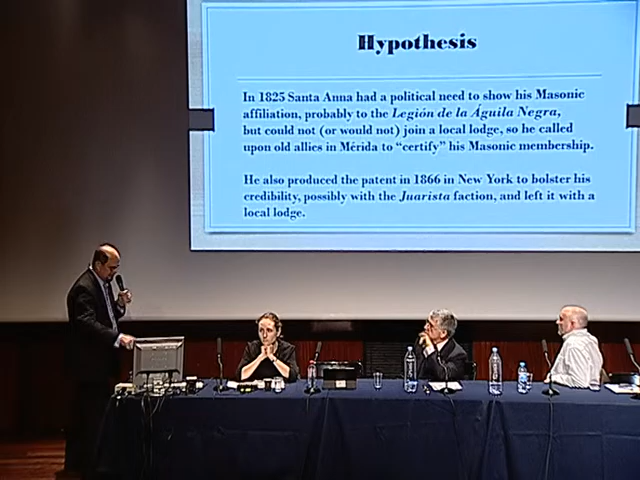 Hypothesis
In 1825 Santa Anna had a political need to show his Masonic
affiliation, probably to the Legión de la Águila Negra,
but could not (or would not) join a local lodge, so he called
upon old allies in Mérida to “certify” his Masonic membership.
He also produced the patent in 1866 in New York to bolster his
credibility, possibly with the Juarista faction, and left it with a
local lodge.